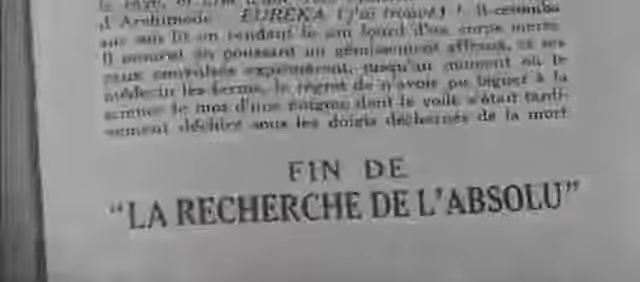 d'Archimède : EUREKA (j'ai trouvé) ! Il retomba
sur son lit en rendant le son lourd d'un corps inerte.
Il mourut en poussant un gémissement affreux, et ses
yeux convulsés exprimèrent, jusqu'au moment où le
médecin les ferma, le regret de n'avoir pu léguer à la
science le mot d'une énigme dont le voile s'était tardi-
vement déchiré sous les doigts décharnés de la mort.
FIN DE
"LA RECHERCHE DE L'ABSOLU"